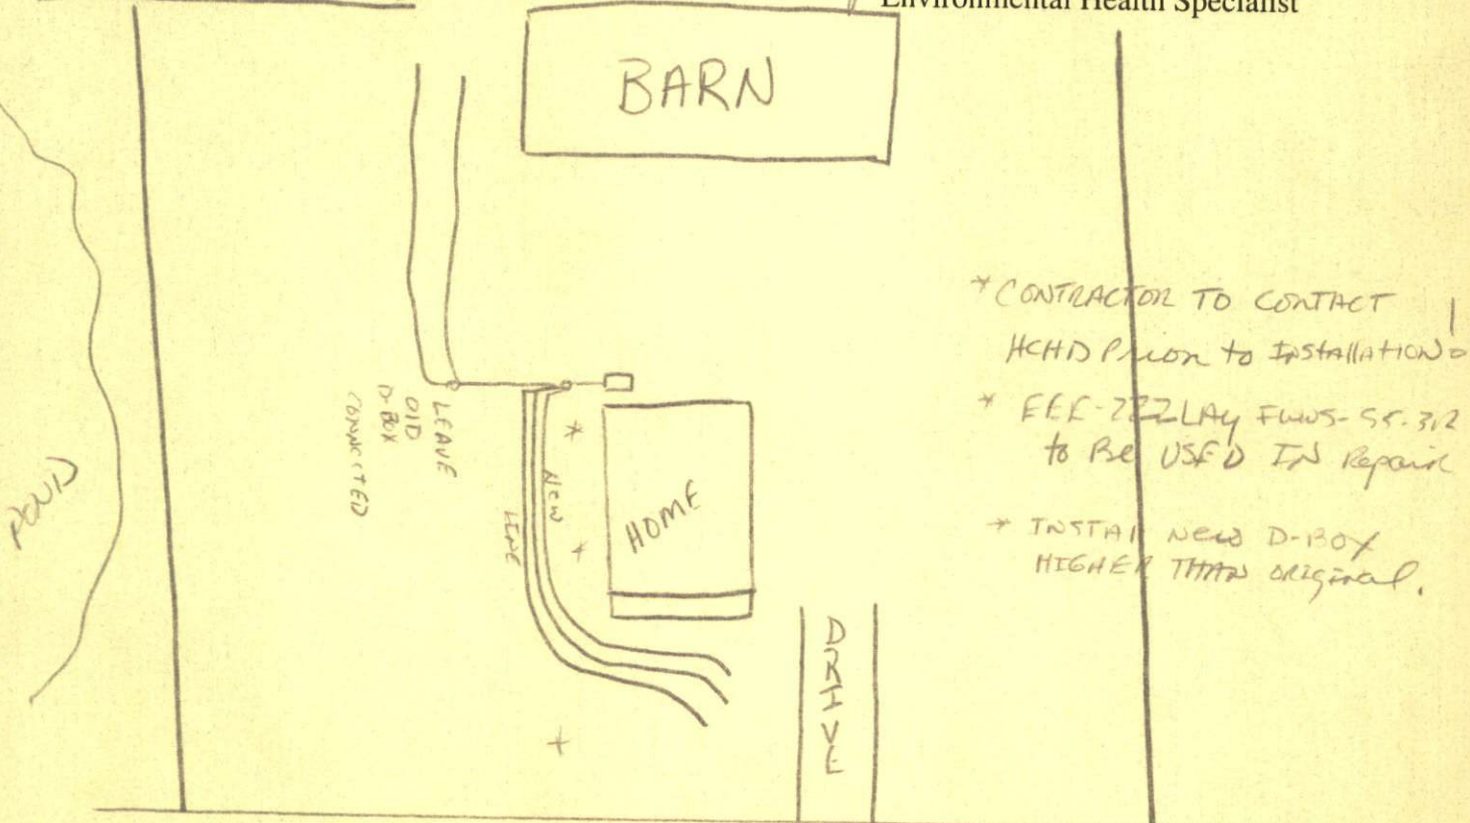 Environmental Health Specialist
BARN
* CONTRACTOR TO CONTACT
HCHD Prior to INSTALLATION!
LEAVE
OLD
D-BOX
CONNECTED
*
to BE USED IN Repair
POND
NEW
LINE
HOME
* INSTALL New D-BOX
HIGHER THAN original.
DRIVE